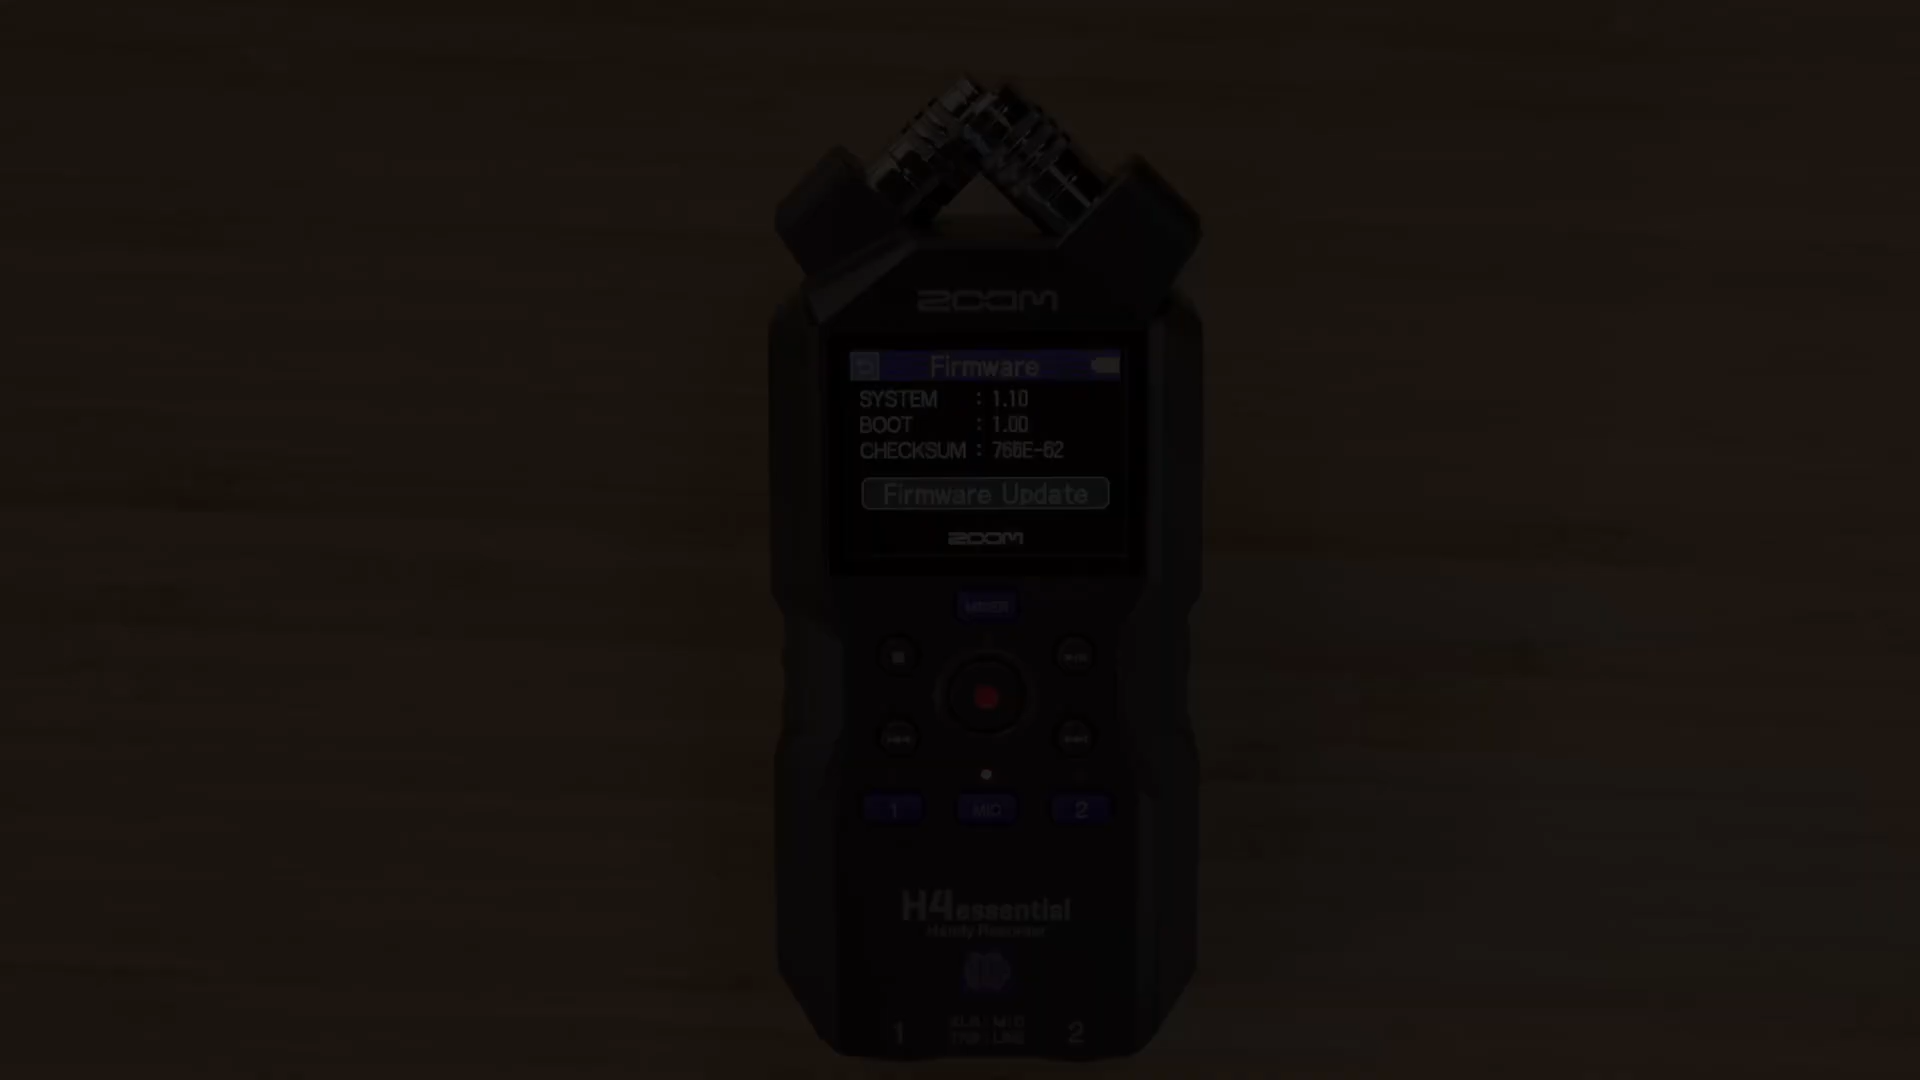 ZOOM
Firmware
SYSTEM : 1.10
BOOT : 1.00
CHECKSUM : 766E-62
Firmware Update
ZOOM
MIXER
1 MIC 2
H4essential
Handy Recorder
1 2